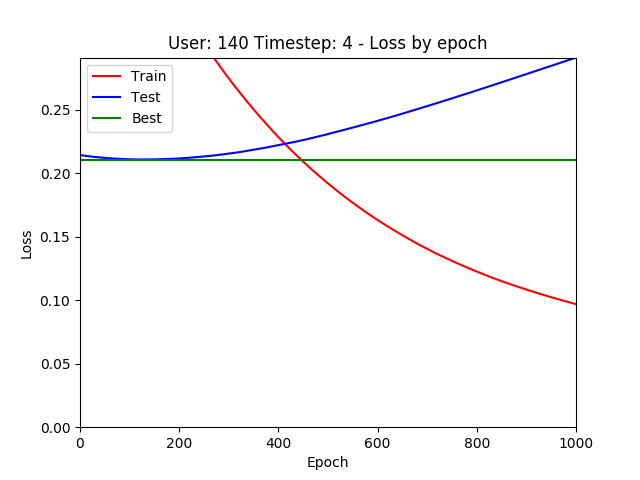 User: 140 Timestep: 4 - Loss by epoch
Train
Test
Best
0.25
0.20
0.15
0.10
0.05
0.00
Loss
0 200 400 600 800 1000
Epoch